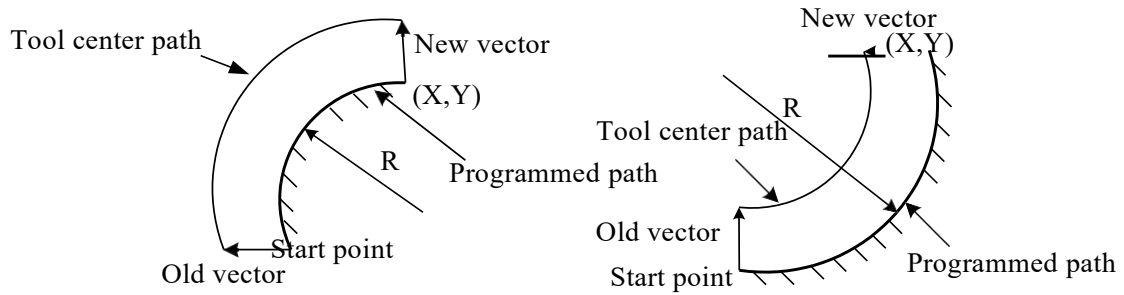 Tool center path
New vector
(X,Y)
R
Programmed path
Start point
Old vector
New vector
(X,Y)
R
Tool center path
Old vector
Start point
Programmed path